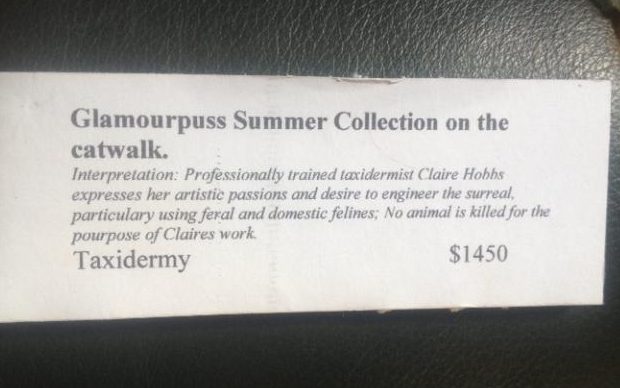 Glamourpuss Summer Collection on the
catwalk.
Interpretation: Professionally trained taxidermist Claire Hobbs
expresses her artistic passions and desire to engineer the surreal,
particulary using feral and domestic felines; No animal is killed for the
pourpose of Claires work.
Taxidermy $1450